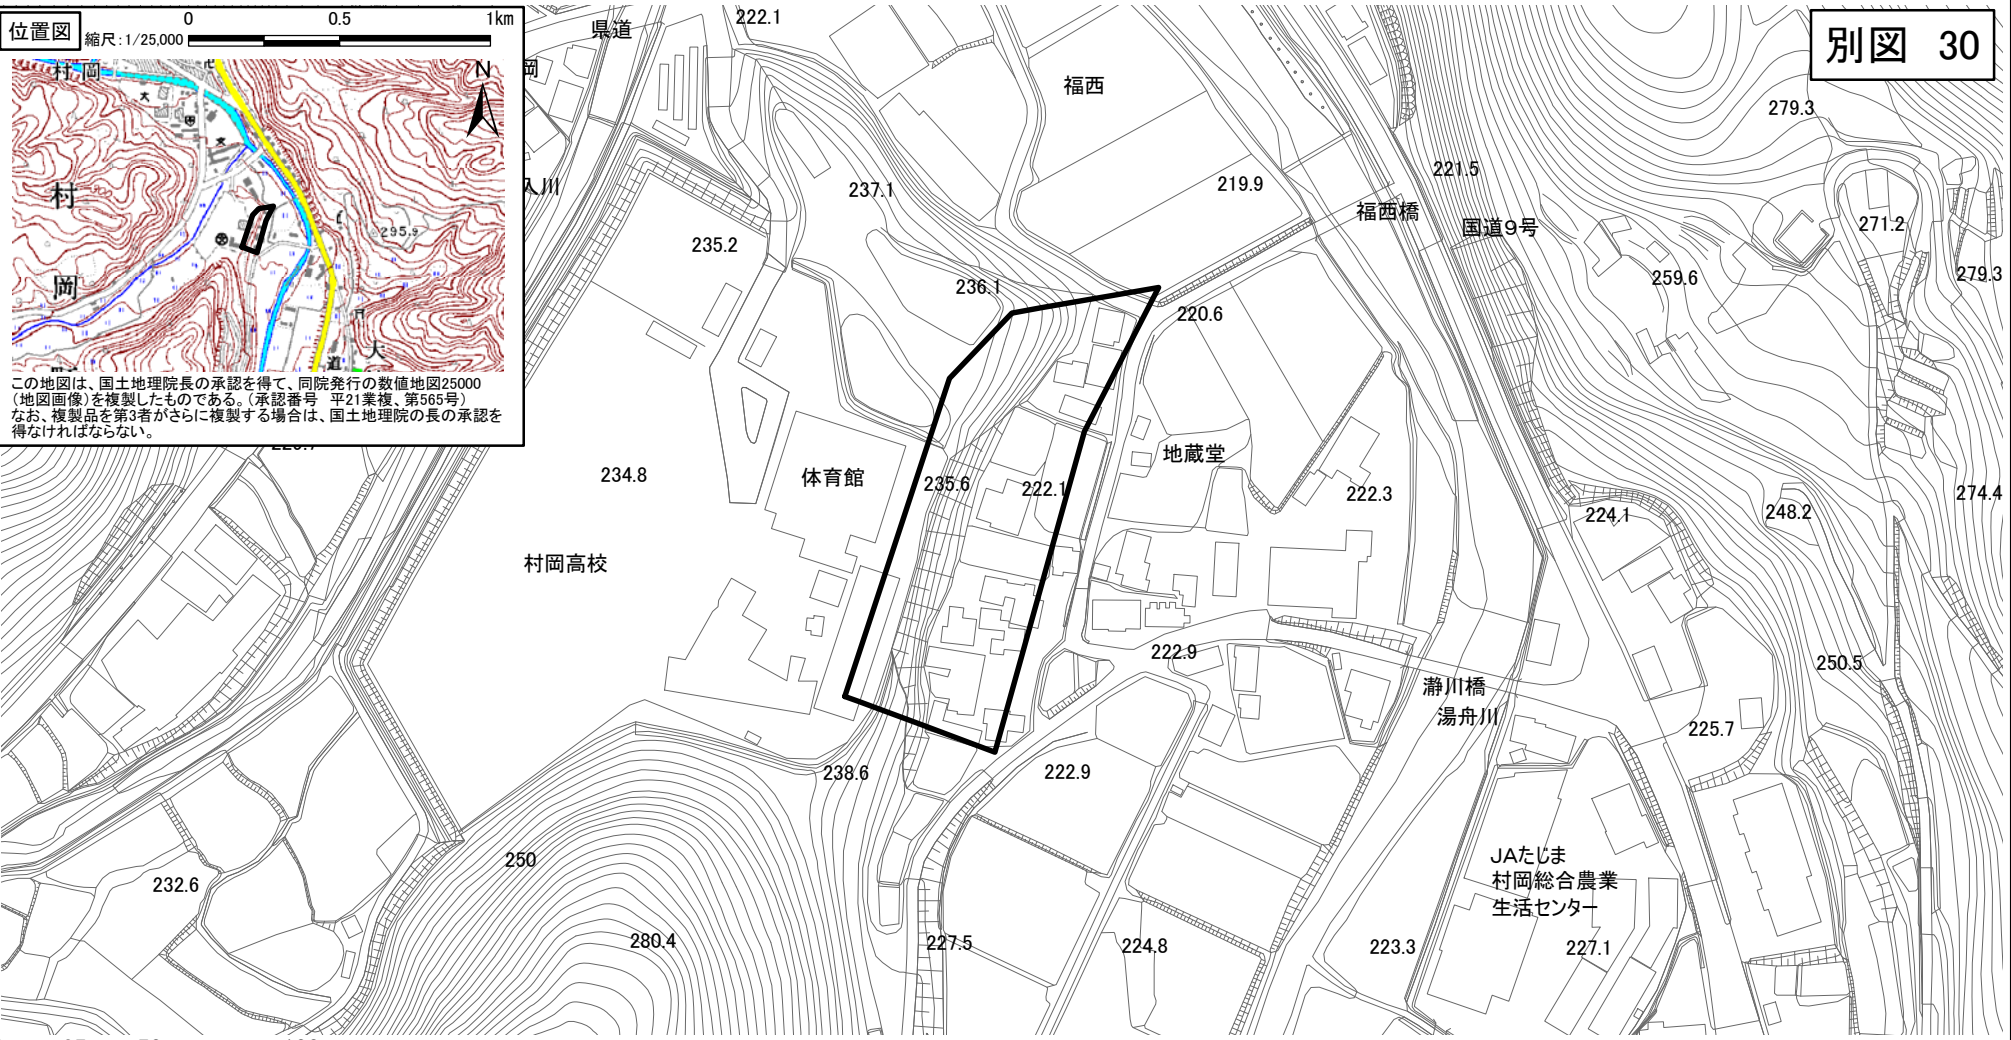 位置図
縮尺:1/25,000
0 0.5 1km
N
村岡
村
岡
295.9
大
道
この地図は、国土地理院長の承認を得て、同院発行の数値地図25000
(地図画像)を複製したものである。(承認番号 平21業複、第565号)
なお、複製品を第3者がさらに複製する場合は、国土地理院の長の承認を
得なければならない。
別図 30
222.1
県道
岡
福西
279.3
221.5
入川
237.1
219.9
福西橋
国道9号
271.2
235.2
279.3
259.6
236.1
220.6
地蔵堂
234.8
体育館
235.6
222.1
222.3
274.4
224.1
248.2
村岡高校
222.9
250.5
瀞川橋
湯舟川
225.7
238.6
222.9
250
JAたじま
村岡総合農業
生活センター
232.6
280.4
227.5
224.8
223.3
227.1